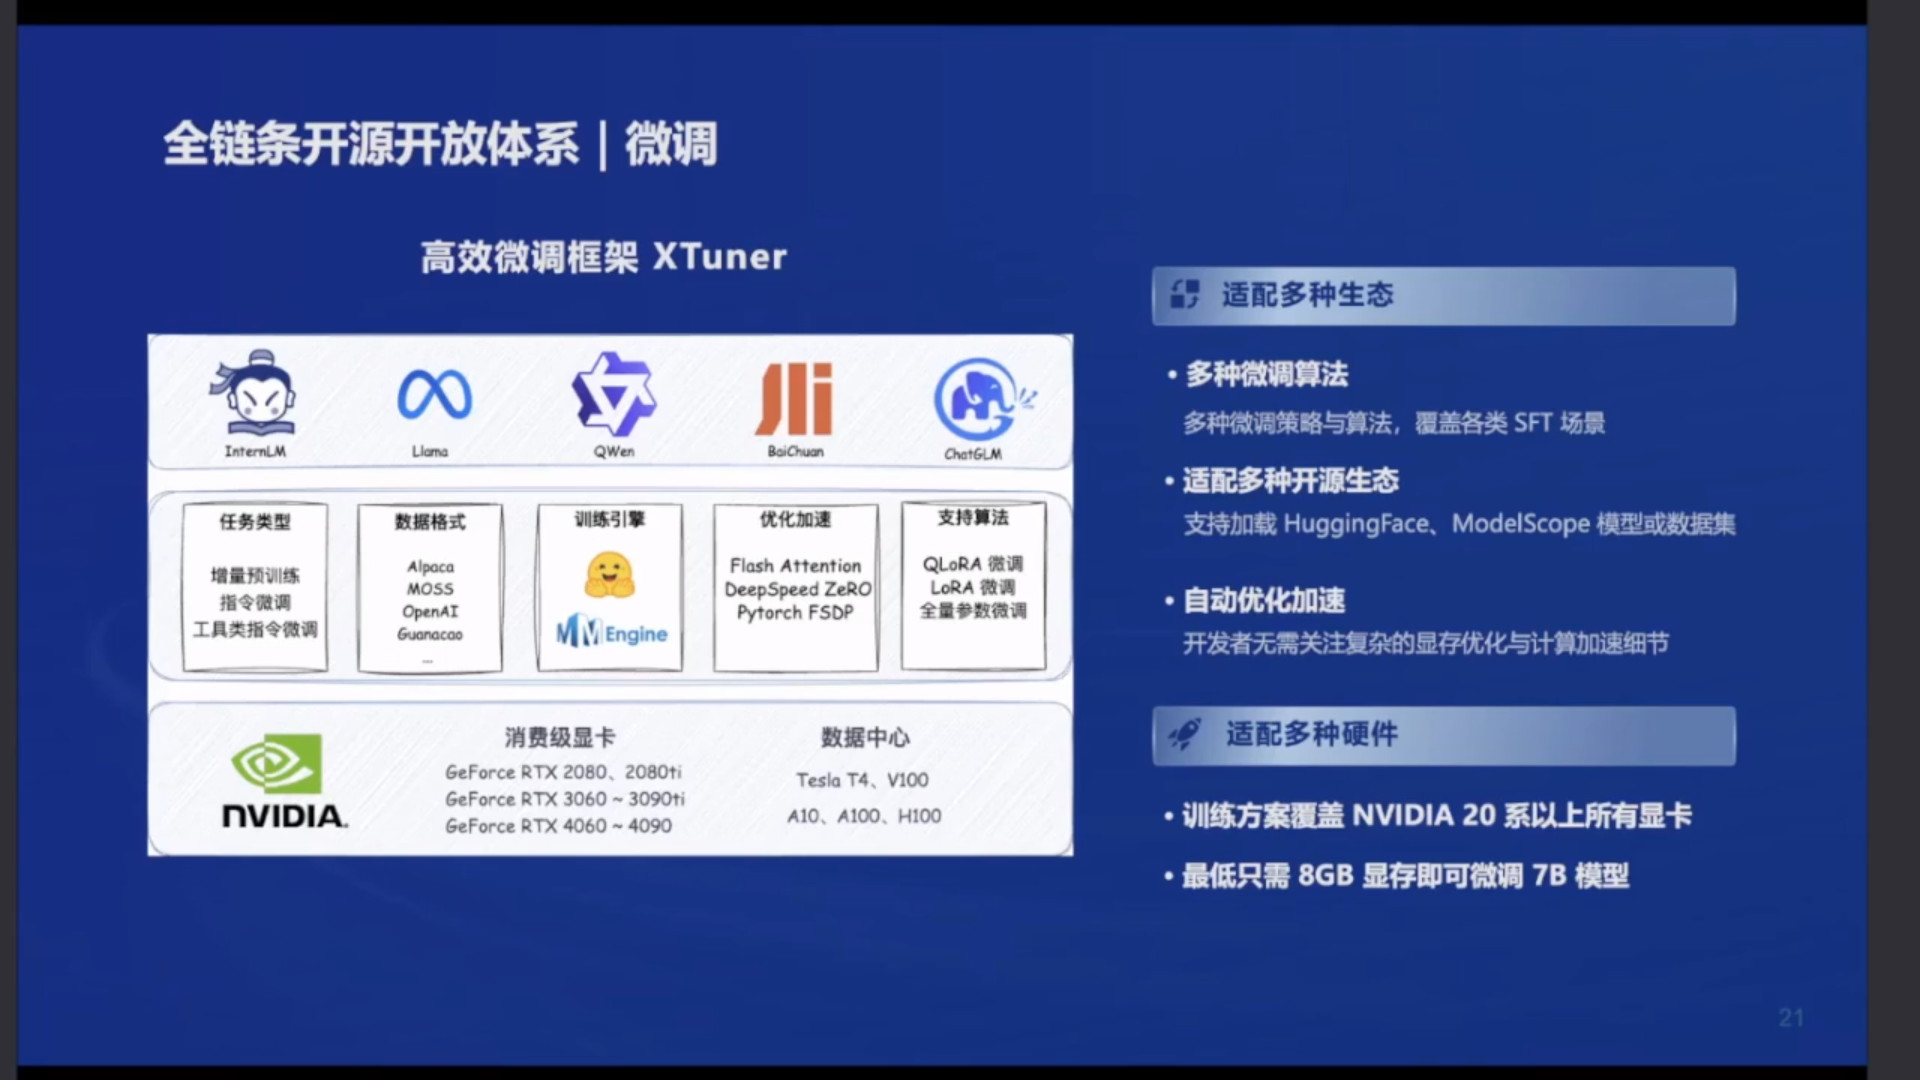 全链条开源开放体系 | 微调
高效微调框架 XTuner
InternLM
Llama
QWen
BaiChuan
ChatGLM
任务类型
增量预训练
指令微调
工具类指令微调
数据格式
Alpaca
MOSS
OpenAI
Guanacao
...
训练引擎
MMEngine
优化加速
Flash Attention
DeepSpeed ZeRO
Pytorch FSDP
支持算法
QLoRA 微调
LoRA 微调
全量参数微调
NVIDIA.
消费级显卡
GeForce RTX 2080、2080ti
GeForce RTX 3060 ~ 3090ti
GeForce RTX 4060 ~ 4090
数据中心
Tesla T4、V100
A10、A100、H100
适配多种生态
• 多种微调算法
多种微调策略与算法，覆盖各类 SFT 场景
• 适配多种开源生态
支持加载 HuggingFace、ModelScope 模型或数据集
• 自动优化加速
开发者无需关注复杂的显存优化与计算加速细节
适配多种硬件
• 训练方案覆盖 NVIDIA 20 系以上所有显卡
• 最低只需 8GB 显存即可微调 7B 模型
21